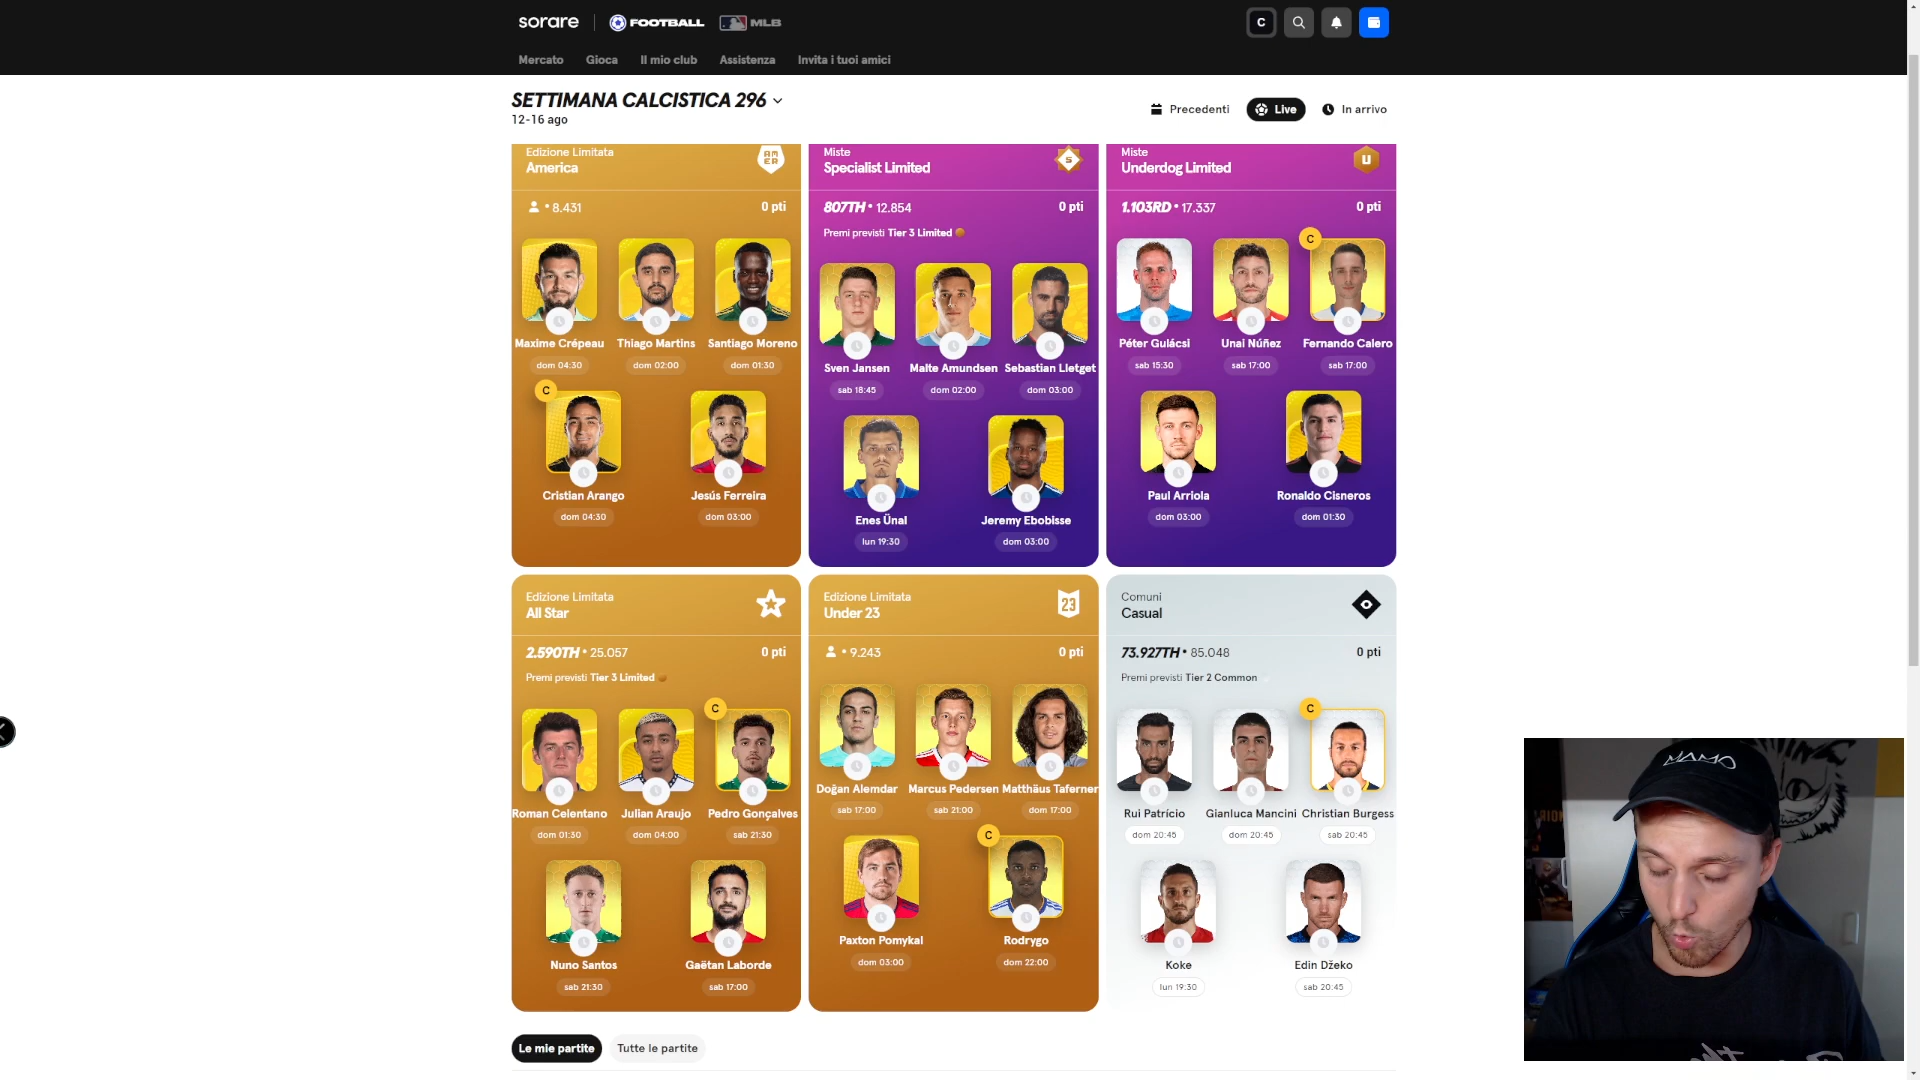 sorare
FOOTBALL
MLB
C
Mercato
Gioca
Il mio club
Assistenza
Invita i tuoi amici
SETTIMANA CALCISTICA 296
12-16 ago
Precedenti
Live
In arrivo
Edizione Limitata
America
AM
ER
8.431
0 pti
Maxime Crépeau
dom 04:30
Thiago Martins
dom 02:00
Santiago Moreno
dom 01:30
C
Cristian Arango
dom 04:30
Jesús Ferreira
dom 03:00
Miste
Specialist Limited
S
807TH • 12.854
0 pti
Premi previsti Tier 3 Limited
Sven Jansen
sab 18:45
Malte Amundsen
dom 02:00
Sebastian Lletget
dom 03:00
Enes Ünal
lun 19:30
Jeremy Ebobisse
dom 03:00
Miste
Underdog Limited
U
1.103RD • 17.337
0 pti
Péter Gulácsi
sab 15:30
Unai Núñez
sab 17:00
C
Fernando Calero
sab 17:00
Paul Arriola
dom 03:00
Ronaldo Cisneros
dom 01:30
Edizione Limitata
All Star
2.590TH • 25.057
0 pti
Premi previsti Tier 3 Limited
Roman Celentano
dom 01:30
Julian Araujo
dom 04:00
C
Pedro Gonçalves
sab 21:30
Nuno Santos
sab 21:30
Gaëtan Laborde
sab 17:00
Edizione Limitata
Under 23
23
9.243
0 pti
Doğan Alemdar
sab 17:00
Marcus Pedersen
sab 21:00
Matthäus Taferner
dom 17:00
Paxton Pomykal
dom 03:00
C
Rodrygo
dom 22:00
Comuni
Casual
73.927TH • 85.048
0 pti
Premi previsti Tier 2 Common
Rui Patrício
dom 20:45
Gianluca Mancini
dom 20:45
C
Christian Burgess
sab 20:45
Koke
lun 19:30
Edin Džeko
sab 20:45
Le mie partite
Tutte le partite
MAMO